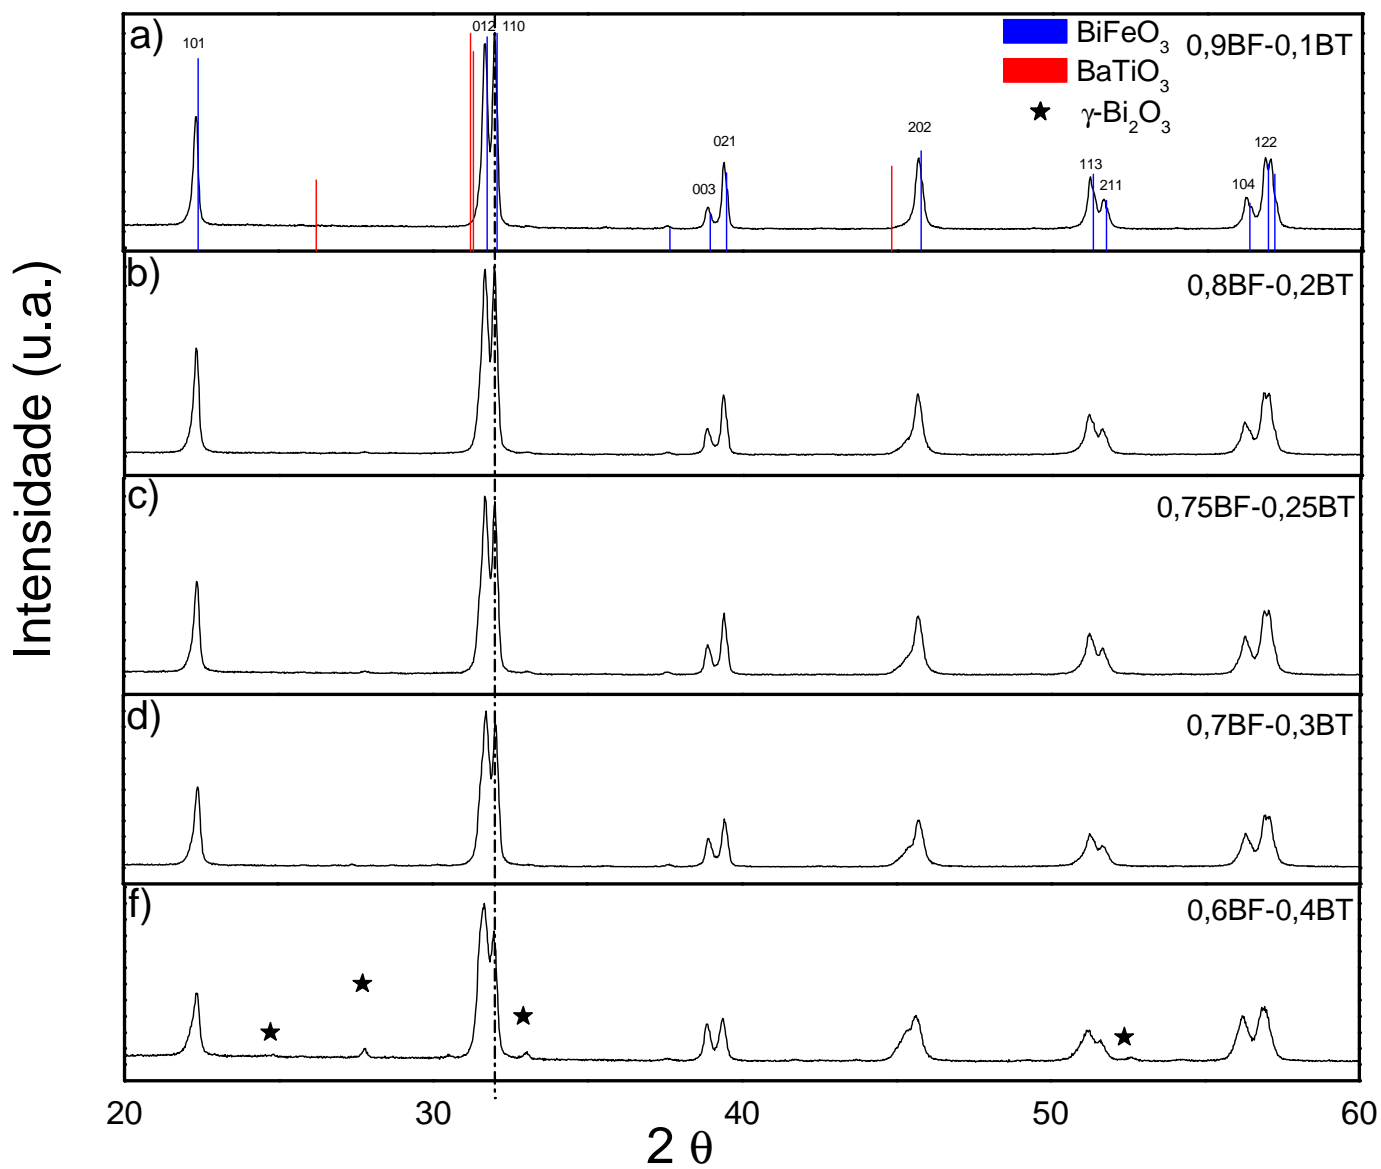 a)
101
012
110
BiFeO₃
BaTiO₃
γ-Bi₂O₃
0,9BF-0,1BT
003
021
202
113
211
104
122
b)
0,8BF-0,2BT
c)
0,75BF-0,25BT
d)
0,7BF-0,3BT
f)
0,6BF-0,4BT
Intensidade (u.a.)
20 30 40 50 60
2 θ